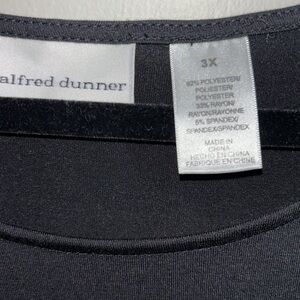 alfred dunner
3X
62% POLYESTER/
POLIESTER/
POLYESTER
33% RAYON/
RAYON/RAYONNE
5% SPANDEX/
SPANDEX/SPANDEX
MADE IN
CHINA
HECHO EN CHINA
FABRIQUE EN CHINE